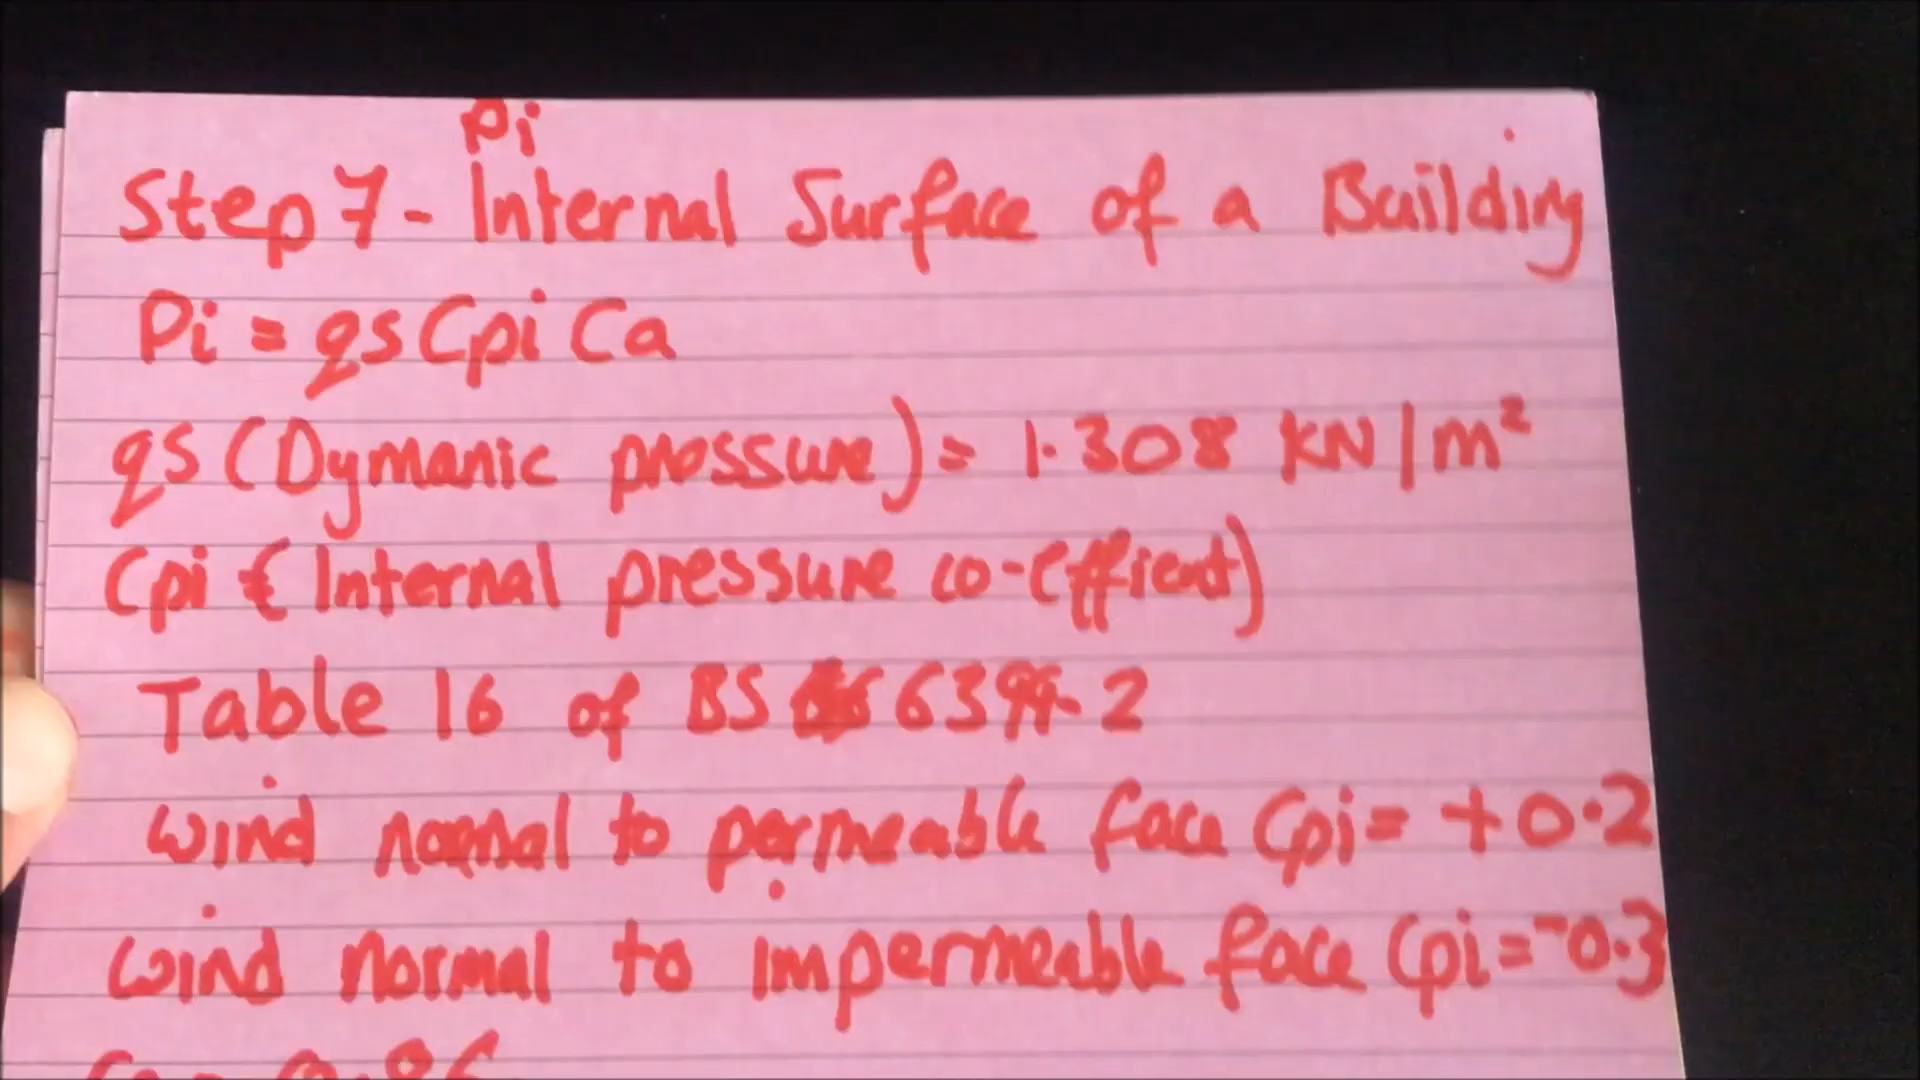 Pi
Step 7 - Internal Surface of a Building
Pi = qs Cpi Ca
qs (Dymanic pressure) = 1.308 KN/m²
Cpi ( Internal pressure co-effient)
Table 16 of BS 6399-2
Wind normal to permeable face Cpi = +0.2
Wind normal to impermeable face Cpi = -0.3